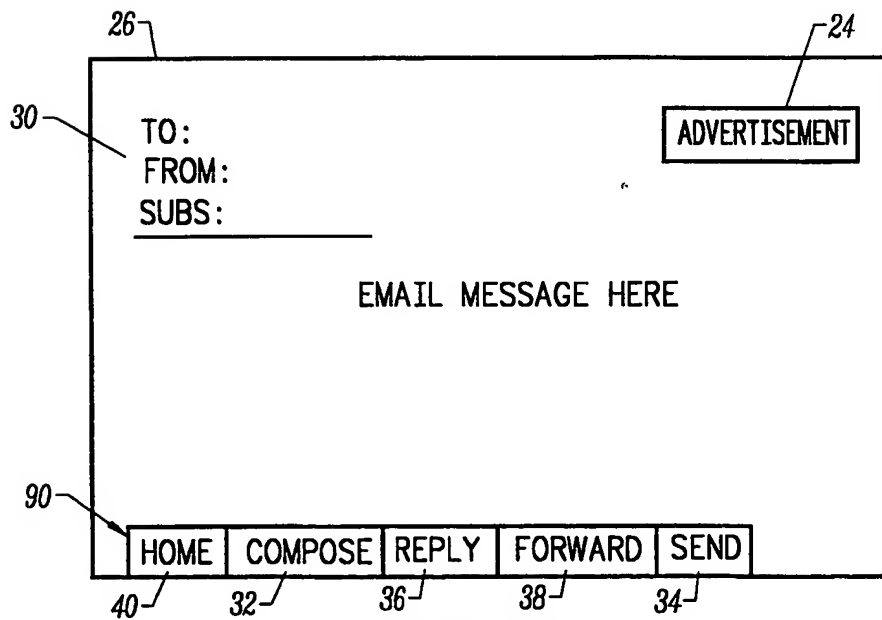 26
24
30
TO:
ADVERTISEMENT
FROM:
SUBS:
EMAIL MESSAGE HERE
90
HOME COMPOSE REPLY FORWARD SEND
40 32 36 38 34